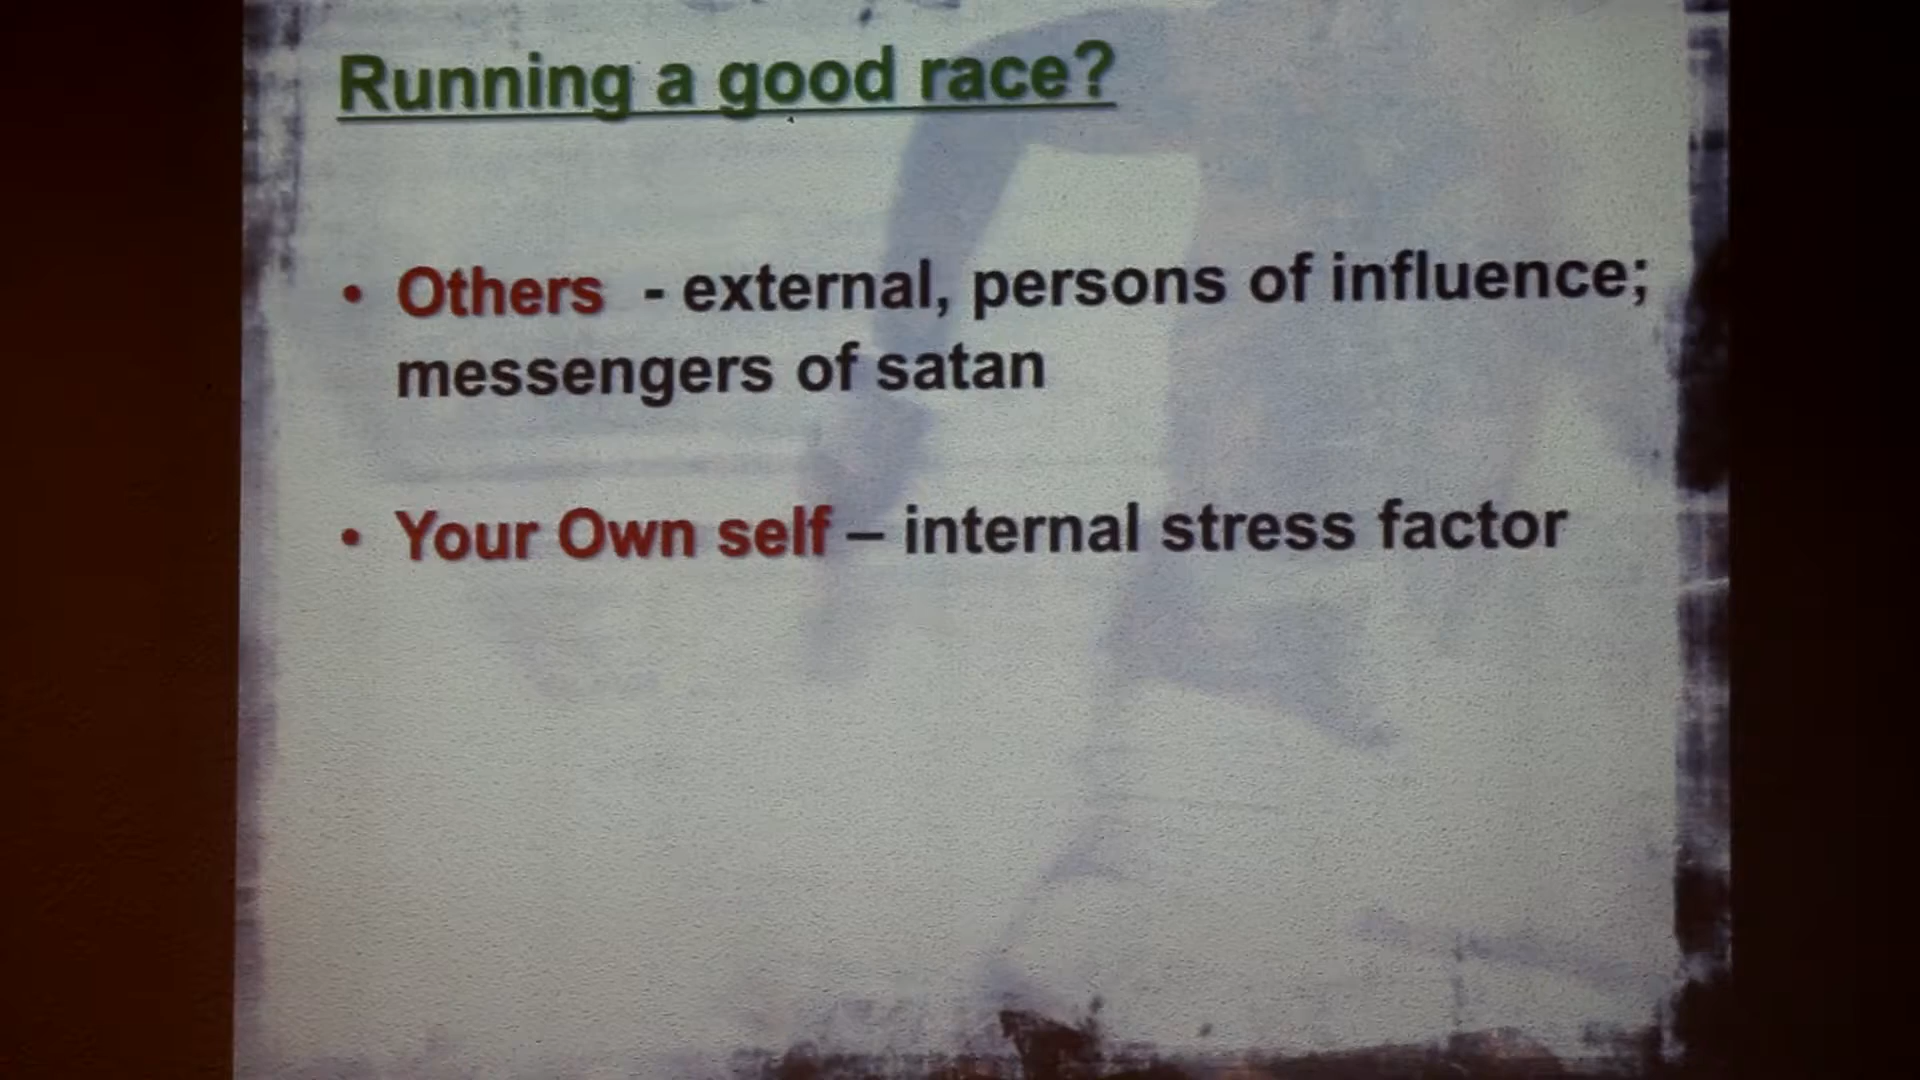 Running a good race?
• Others - external, persons of influence;
messengers of satan
• Your Own self – internal stress factor